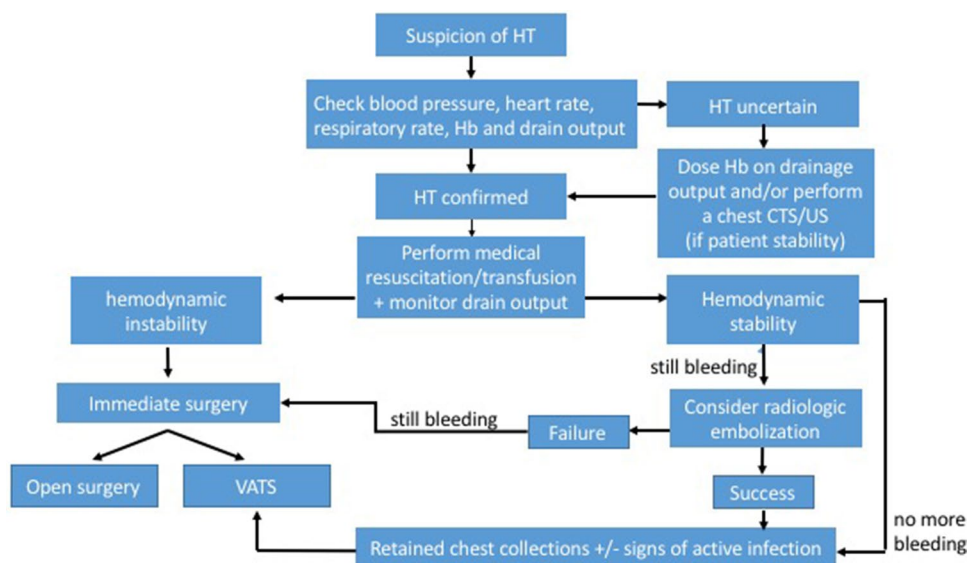 Suspicion of HT
Check blood pressure, heart rate,
respiratory rate, Hb and drain output
HT uncertain
Dose Hb on drainage
output and/or perform
a chest CTS/US
(if patient stability)
HT confirmed
Perform medical
resuscitation/transfusion
+ monitor drain output
hemodynamic
instability
Hemodynamic
stability
still bleeding
Immediate surgery
still bleeding
Failure
Consider radiologic
embolization
Open surgery
VATS
Success
no more
bleeding
Retained chest collections +/- signs of active infection